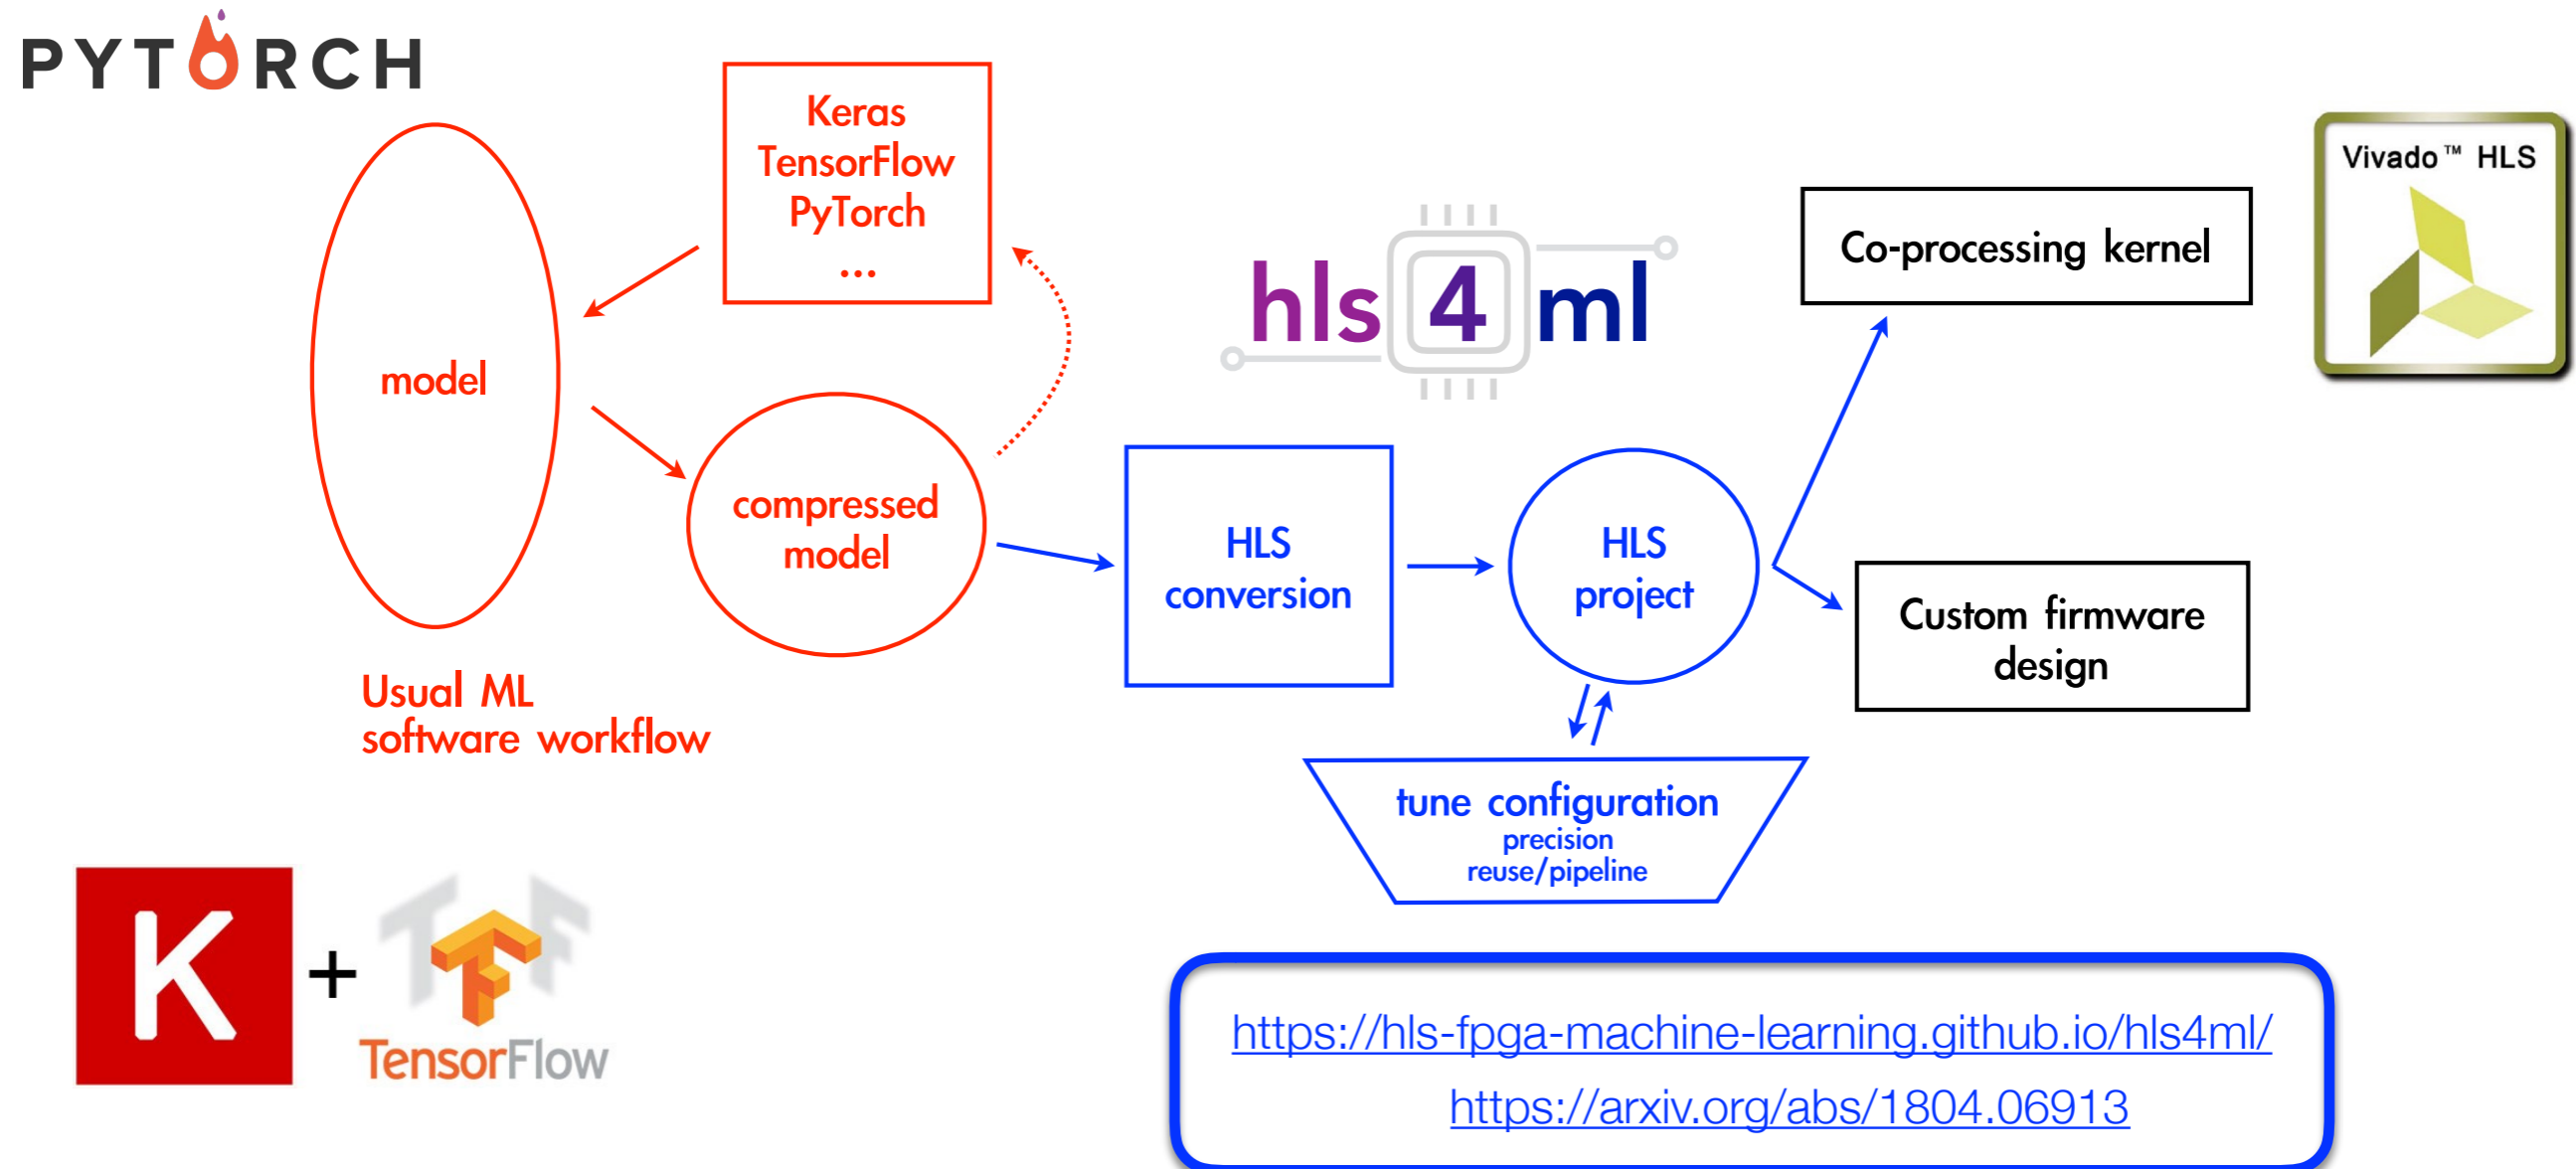 PYTORCH
Keras
TensorFlow
PyTorch
...
model
compressed
model
Usual ML
software workflow
K
+
TF
TensorFlow
hls 4 ml
HLS
conversion
HLS
project
tune configuration
precision
reuse/pipeline
Co-processing kernel
Custom firmware
design
Vivado™ HLS
https://hls-fpga-machine-learning.github.io/hls4ml/
https://arxiv.org/abs/1804.06913